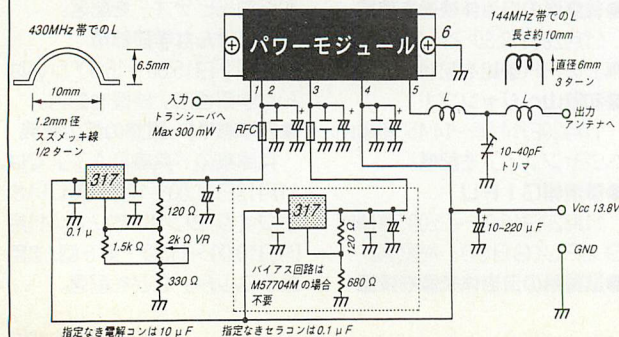 430MHz 帯でのL
6.5mm
10mm
1.2mm径
スズメッキ線
1/2ターン
パワーモジュール
6
1
2
3
4
5
入力
トランシーバへ
Max 300 mW
RFC
144MHz 帯でのL
長さ約10mm
直径6mm
3ターン
L
L
出力
アンテナへ
10-40pF
トリマ
317
0.1 μ
120 Ω
1.5k Ω
2k Ω VR
330 Ω
317
120 Ω
680 Ω
バイアス回路は
M57704M の場合
不要
Vcc 13.8V
10-220 μF
GND
指定なき電解コンは10 μF
指定なきセラコンは0.1 μF
+
+
+
+
+
+
+